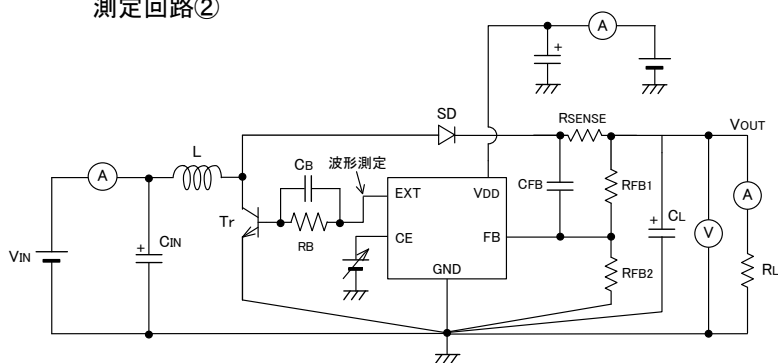 測定回路②
A
SD
RSENSE
VOUT
L
CB
波形測定
EXT
VDD
CFB
RFB1
A
A
CIN
Tr
RB
CE
FB
CL
V
VIN
GND
RFB2
RL
+
+
+